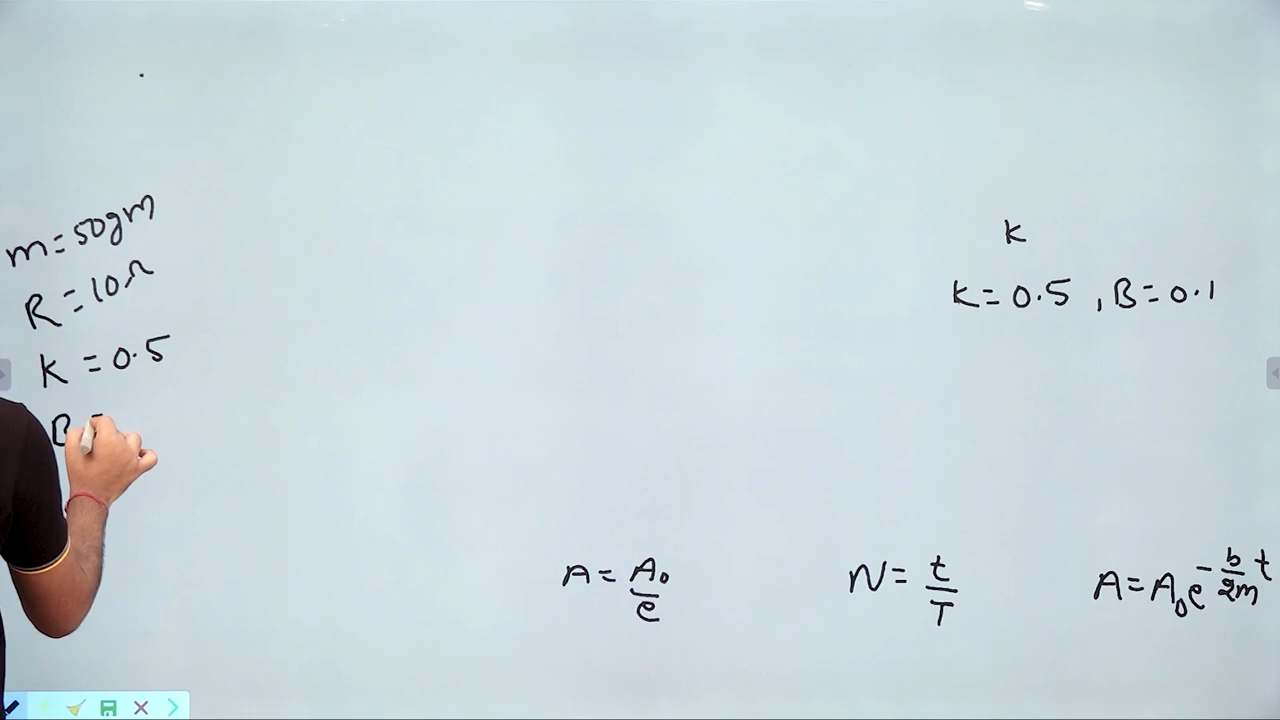 m=50gm
R=10Ω
K=0.5
B=
k
K=0.5, B=0.1
A=A₀/e
N=t/T
A=A₀e^(-b/2m t)